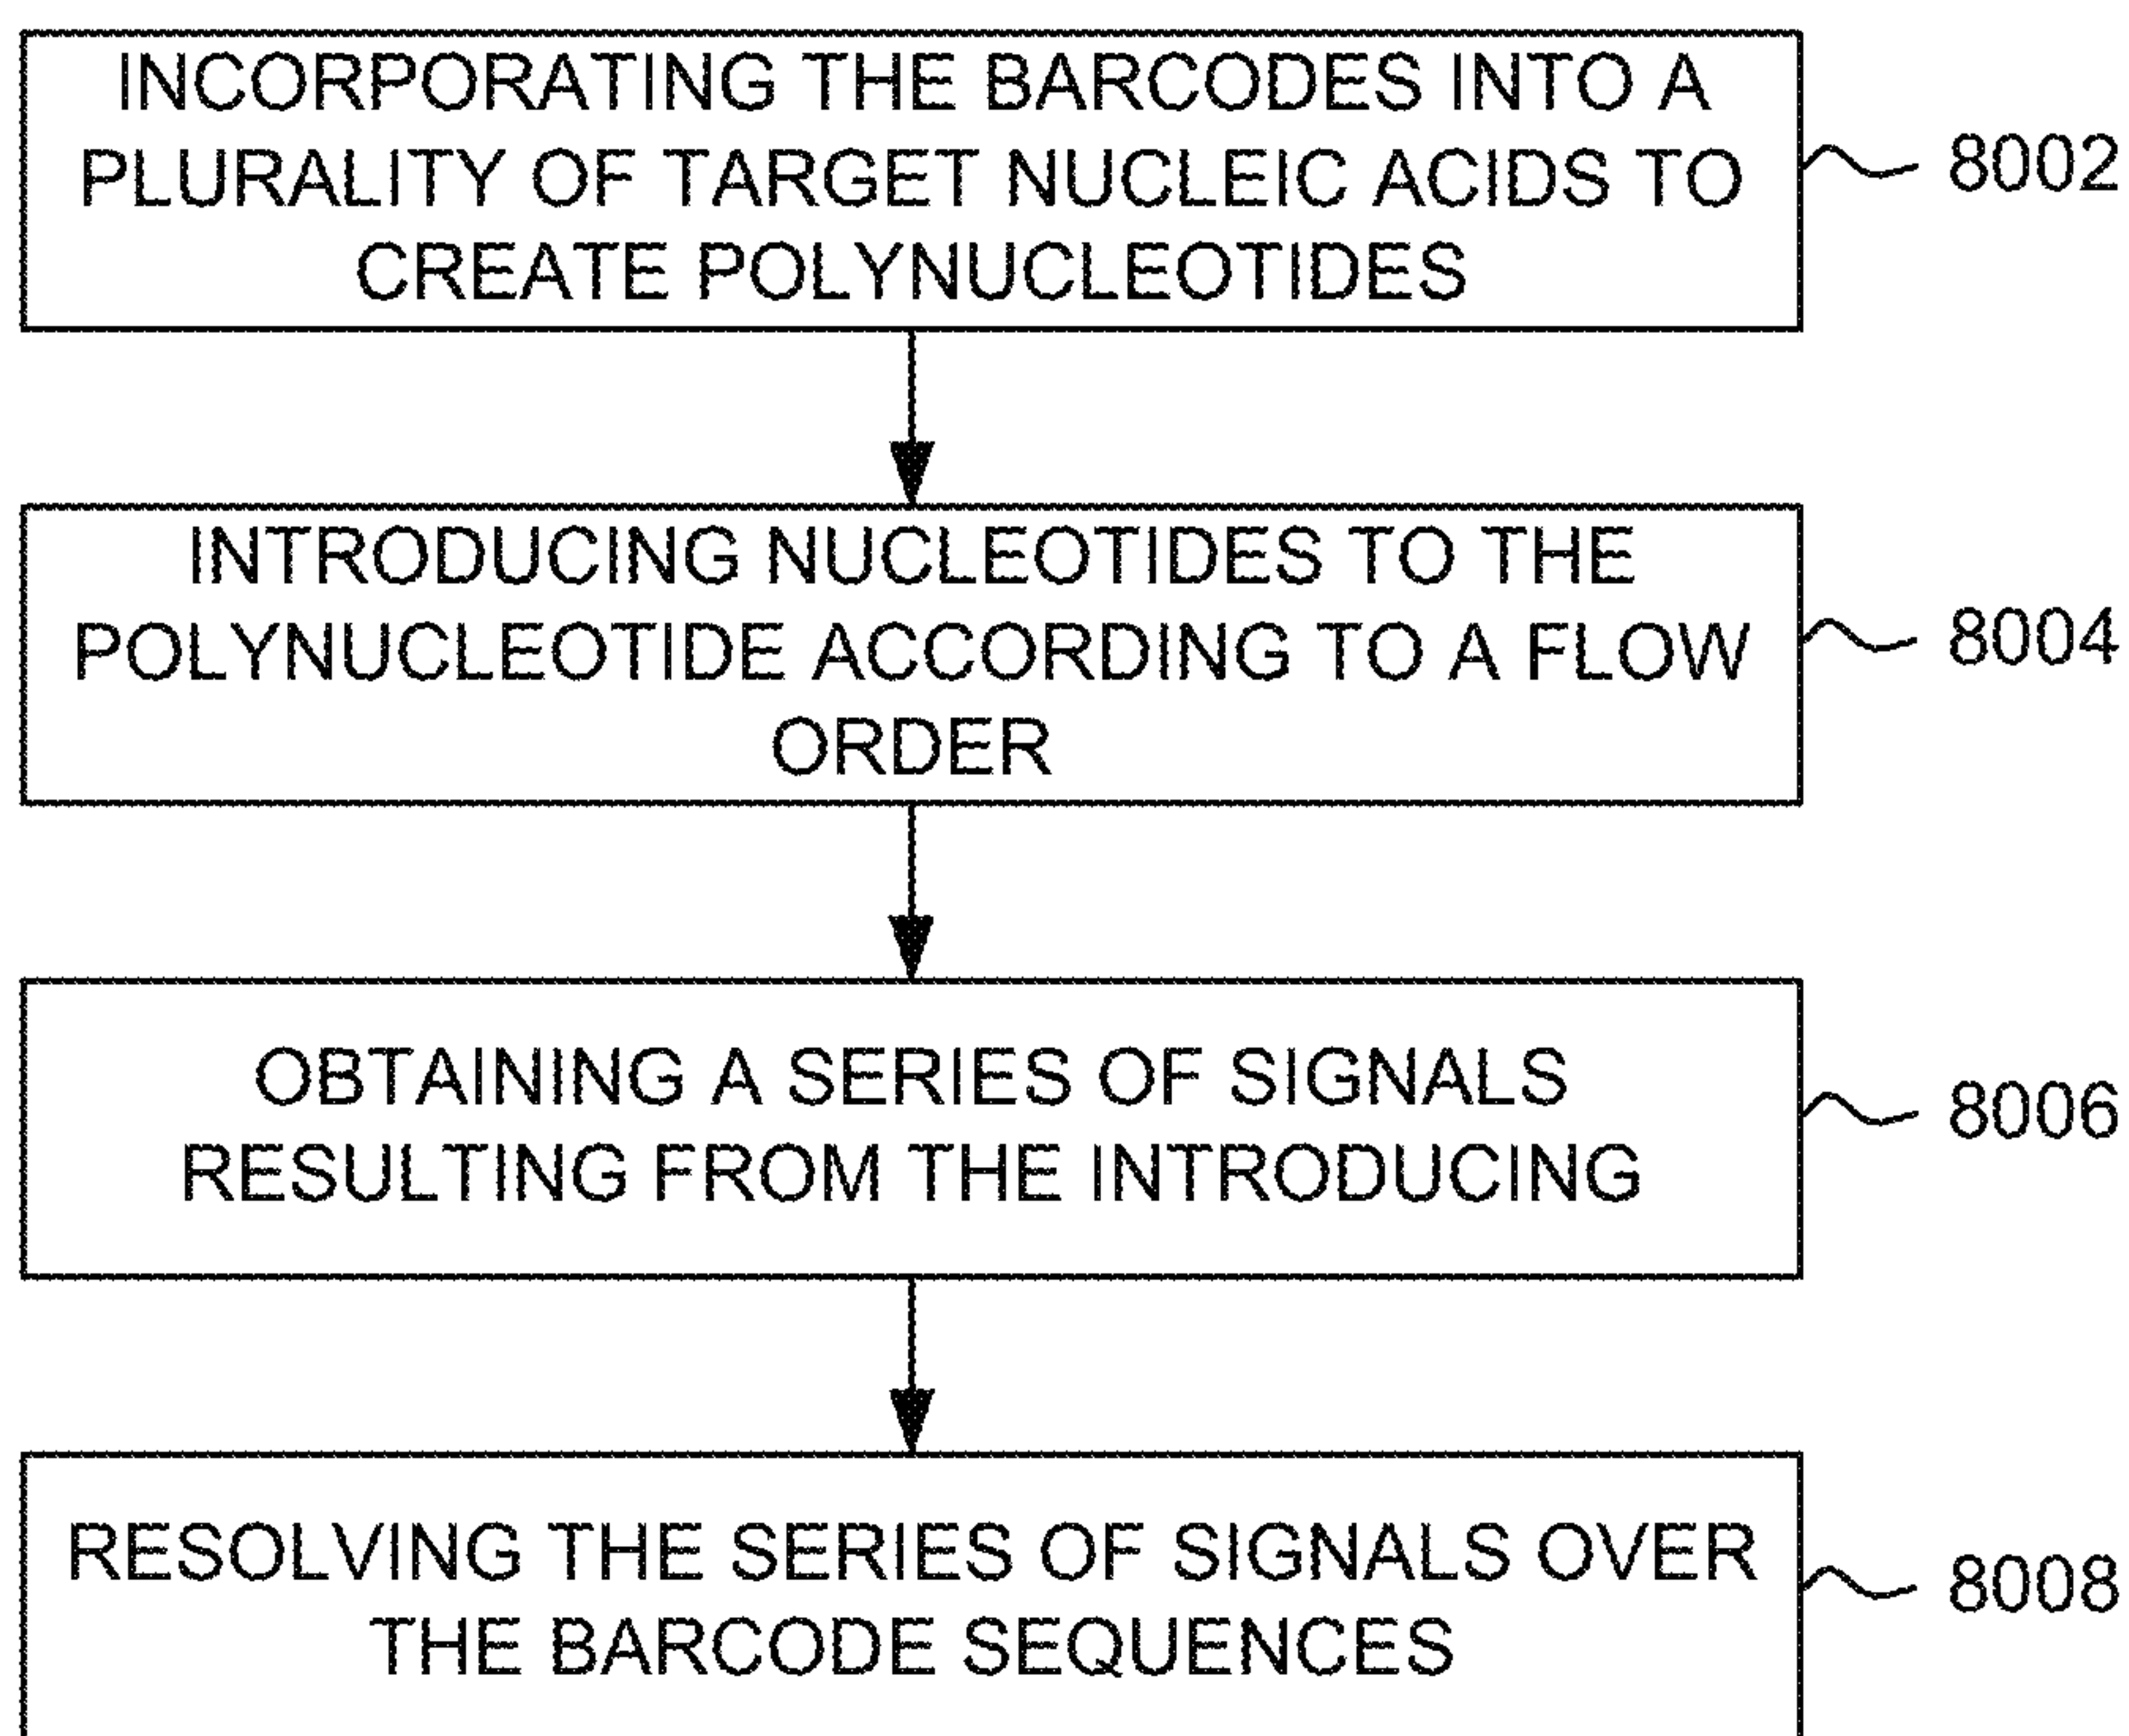 INCORPORATING THE BARCODES INTO A
PLURALITY OF TARGET NUCLEIC ACIDS TO
CREATE POLYNUCLEOTIDES
8002
INTRODUCING NUCLEOTIDES TO THE
POLYNUCLEOTIDE ACCORDING TO A FLOW
ORDER
8004
OBTAINING A SERIES OF SIGNALS
RESULTING FROM THE INTRODUCING
8006
RESOLVING THE SERIES OF SIGNALS OVER
THE BARCODE SEQUENCES
8008